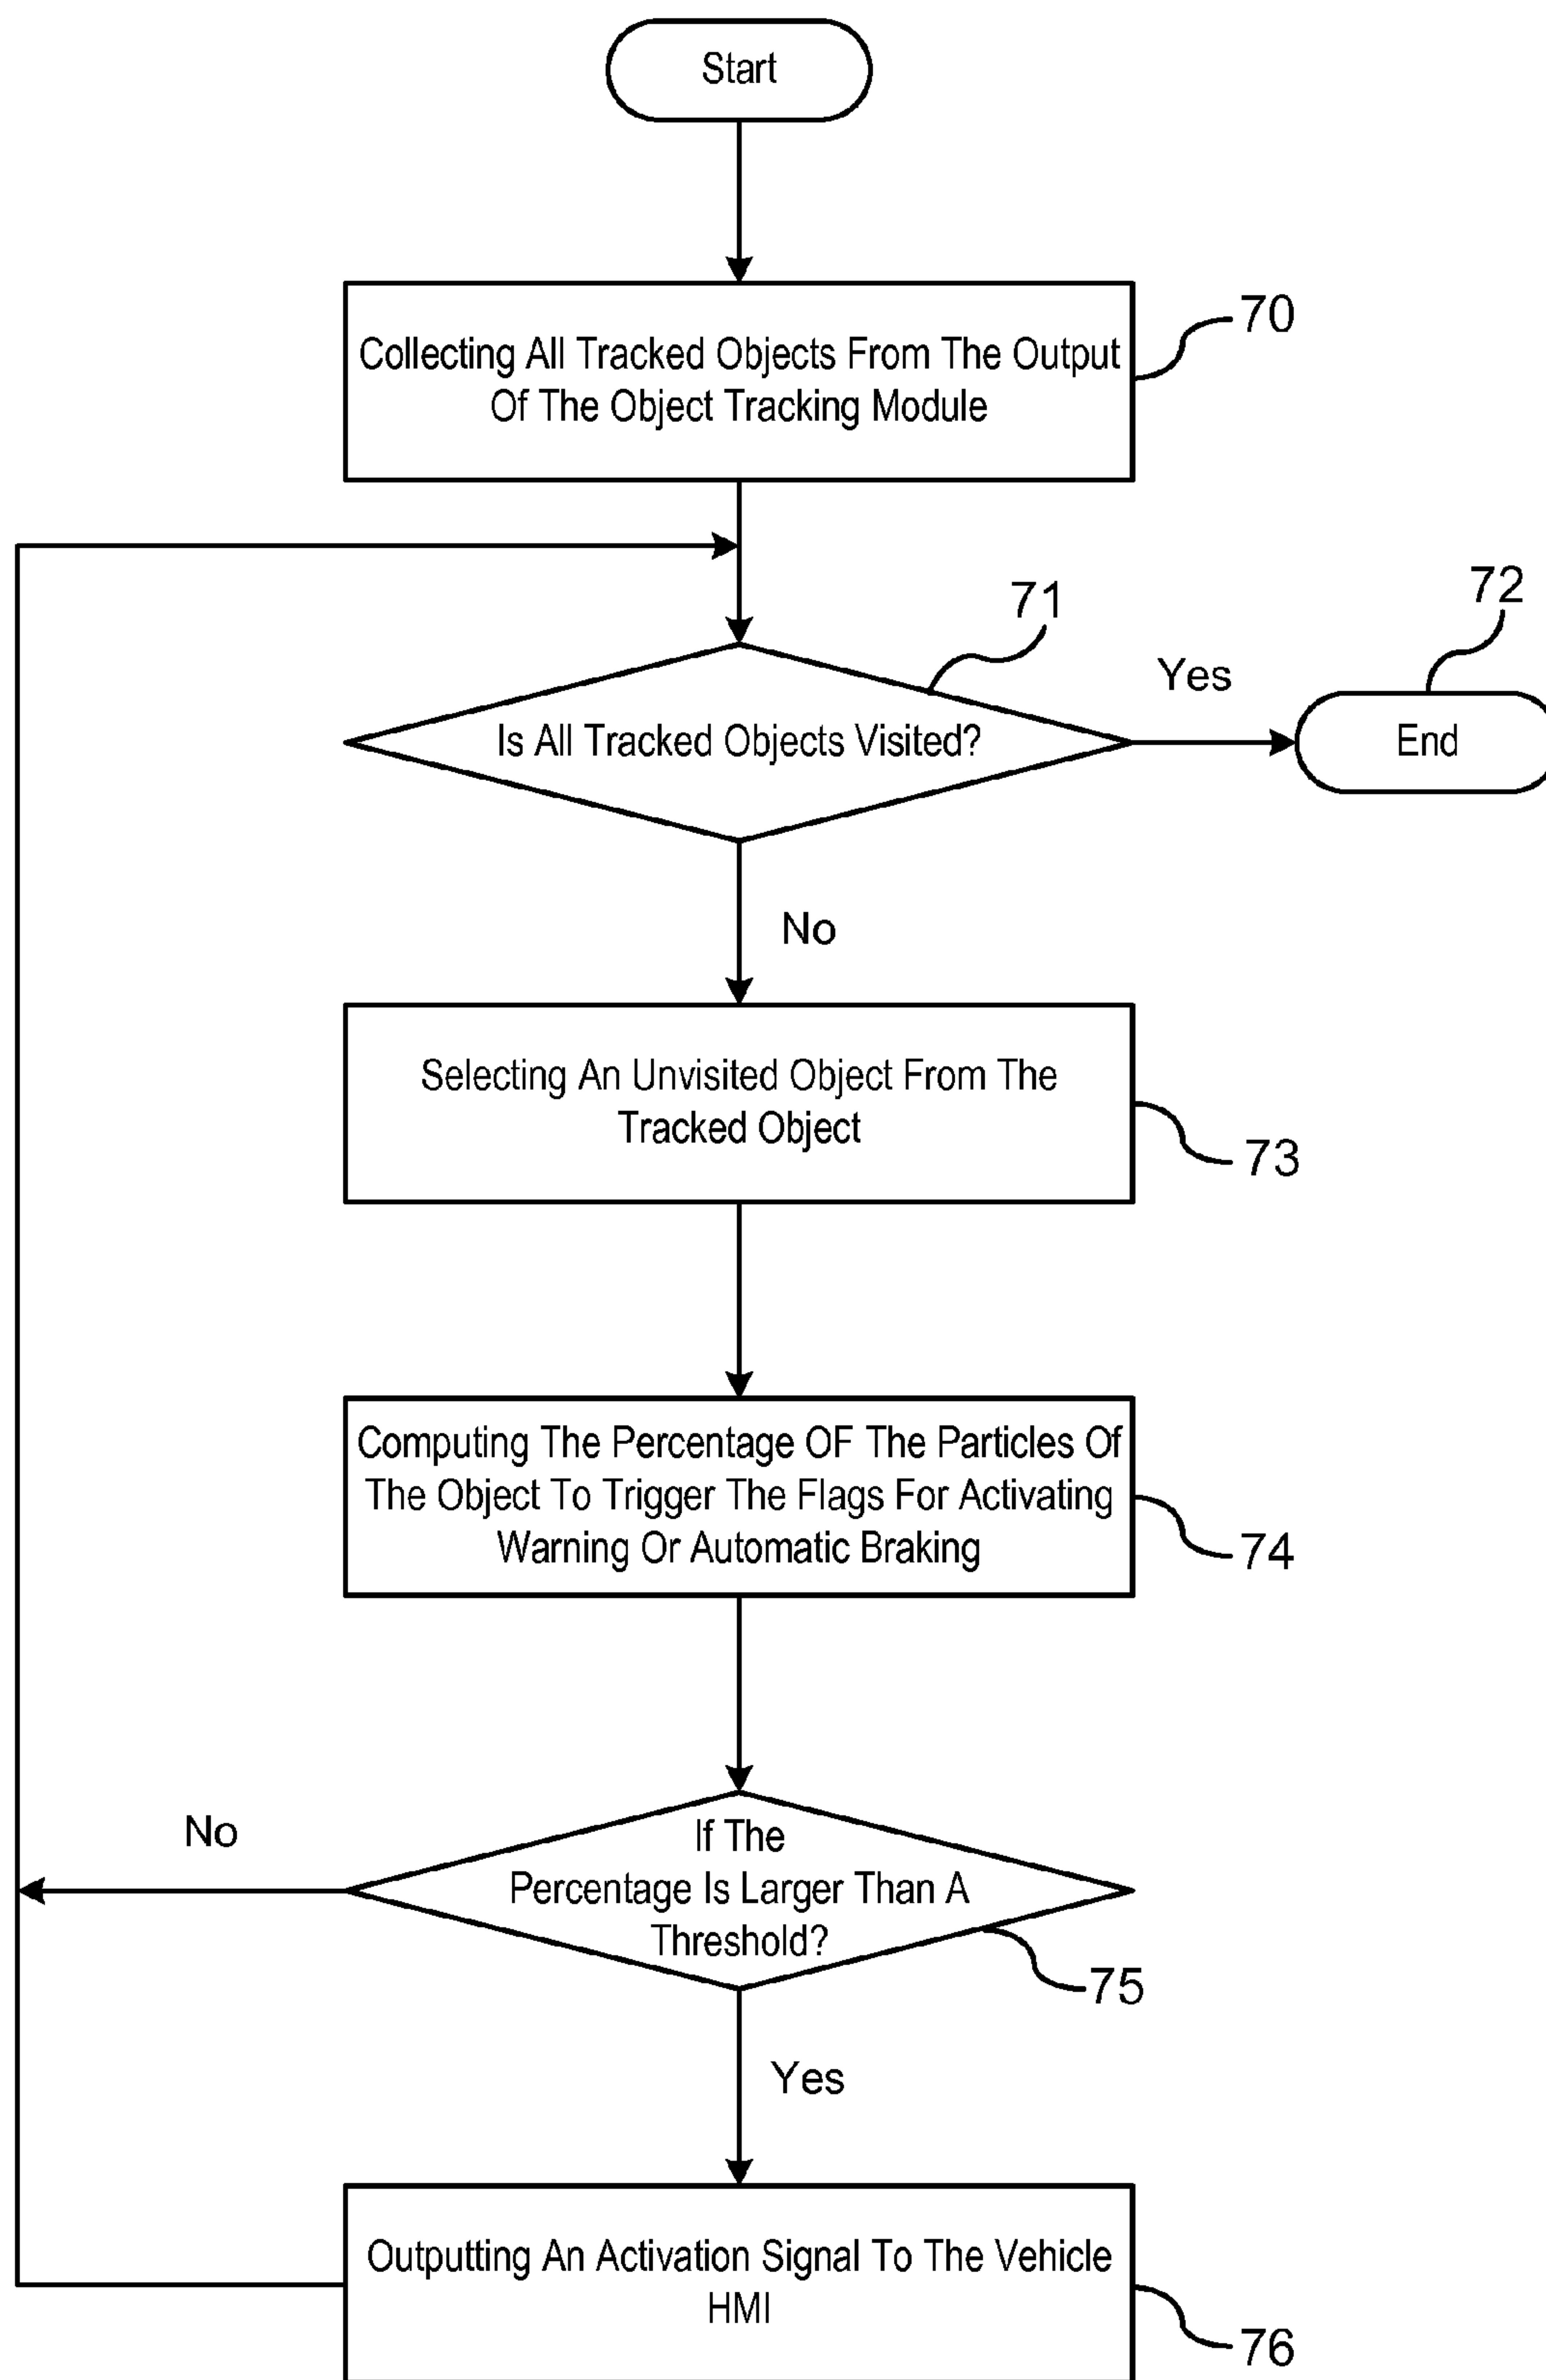 Start
Collecting All Tracked Objects From The Output
Of The Object Tracking Module
70
71
72
Yes
Is All Tracked Objects Visited?
End
No
Selecting An Unvisited Object From The
Tracked Object
73
Computing The Percentage OF The Particles Of
The Object To Trigger The Flags For Activating
Warning Or Automatic Braking
74
No
If The
Percentage Is Larger Than A
Threshold?
75
Yes
Outputting An Activation Signal To The Vehicle
HMI
76